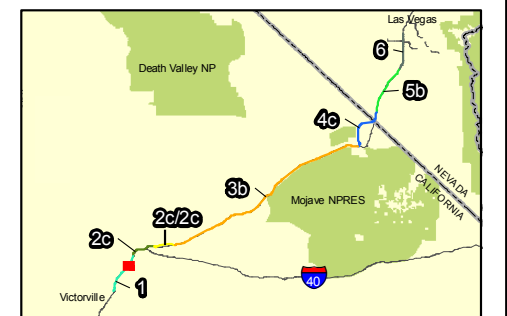 Las Vegas
6
Death Valley NP
5b
4c
NEVADA
CALIFORNIA
3b
Mojave NPRES
2c/2c
2c
40
1
Victorville